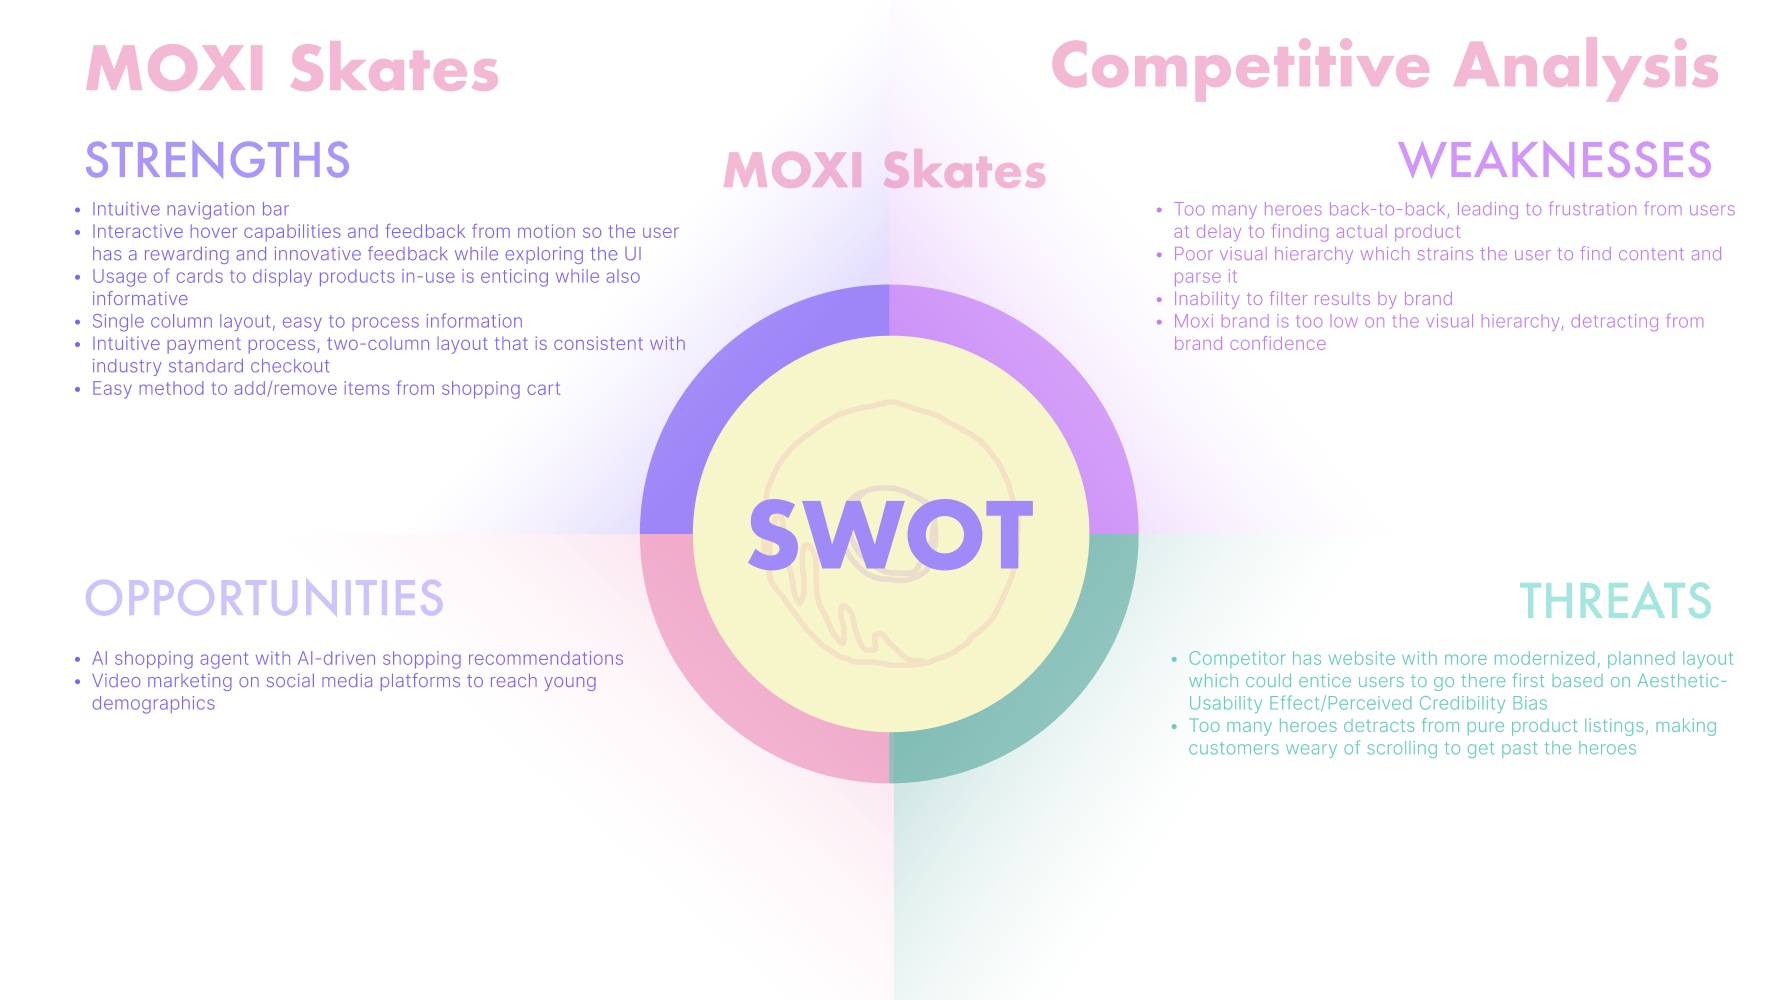 MOXI Skates
Competitive Analysis
MOXI Skates
STRENGTHS
• Intuitive navigation bar
• Interactive hover capabilities and feedback from motion so the user
has a rewarding and innovative feedback while exploring the UI
• Usage of cards to display products in-use is enticing while also
informative
• Single column layout, easy to process information
• Intuitive payment process, two-column layout that is consistent with
industry standard checkout
• Easy method to add/remove items from shopping cart
WEAKNESSES
• Too many heroes back-to-back, leading to frustration from users
at delay to finding actual product
• Poor visual hierarchy which strains the user to find content and
parse it
• Inability to filter results by brand
• Moxi brand is too low on the visual hierarchy, detracting from
brand confidence
SWOT
OPPORTUNITIES
• AI shopping agent with AI-driven shopping recommendations
• Video marketing on social media platforms to reach young
demographics
THREATS
• Competitor has website with more modernized, planned layout
which could entice users to go there first based on Aesthetic-
Usability Effect/Perceived Credibility Bias
• Too many heroes detracts from pure product listings, making
customers weary of scrolling to get past the heroes